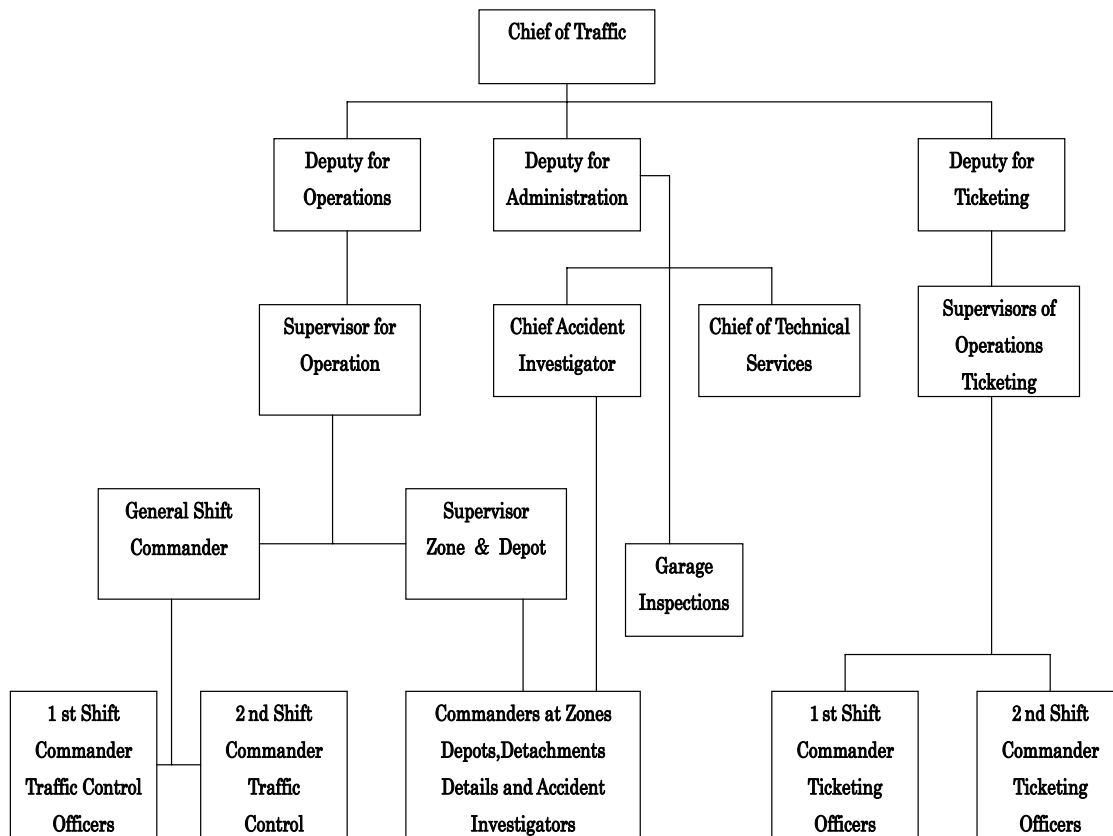 Chief of Traffic
Deputy for
Operations
Deputy for
Administration
Deputy for
Ticketing
Supervisor for
Operation
Chief Accident
Investigator
Chief of Technical
Services
Supervisors of
Operations
Ticketing
General Shift
Commander
Supervisor
Zone & Depot
Garage
Inspections
1 st Shift
Commander
Traffic Control
Officers
2 nd Shift
Commander
Traffic
Control
Commanders at Zones
Depots,Detachments
Details and Accident
Investigators
1 st Shift
Commander
Ticketing
Officers
2 nd Shift
Commander
Ticketing
Officers